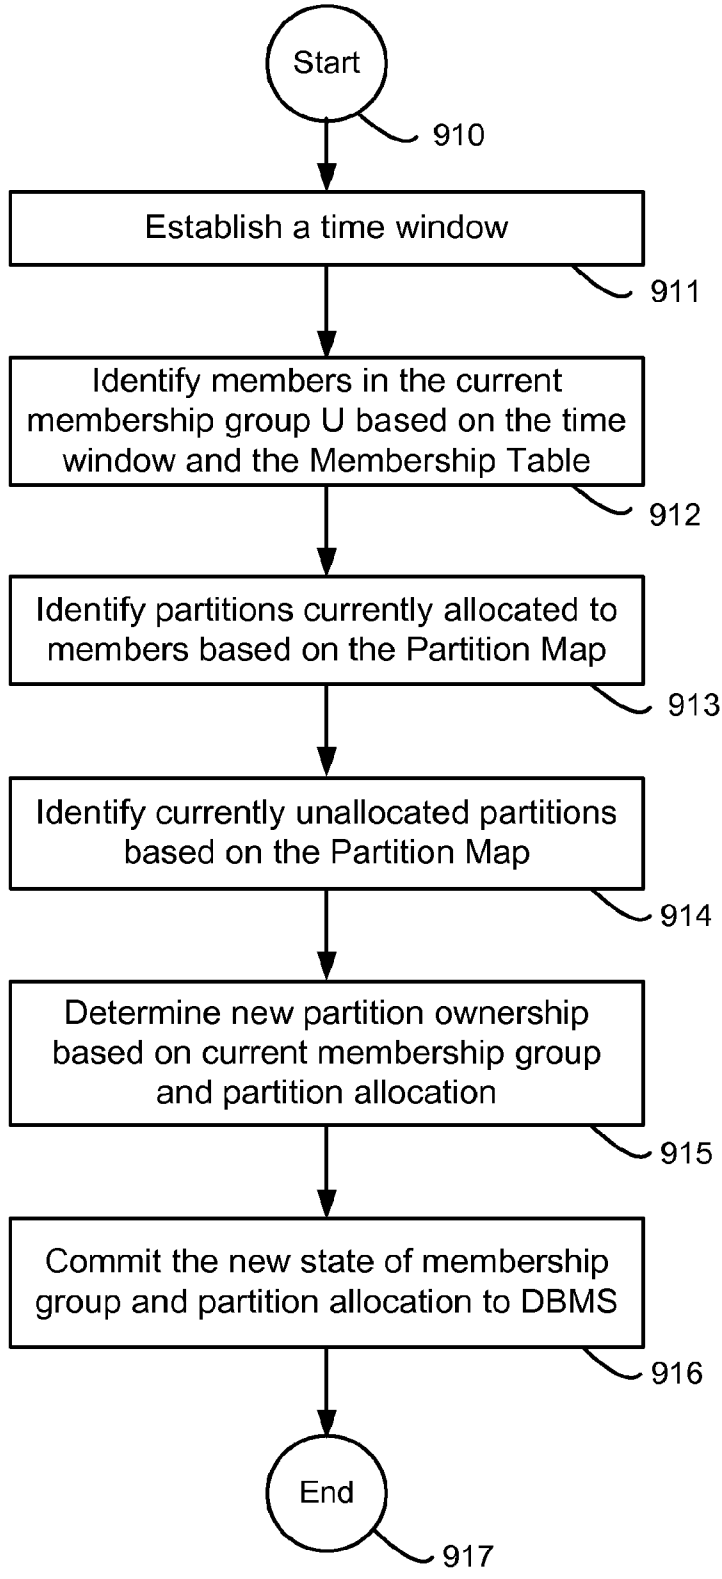 Start
910
Establish a time window
911
Identify members in the current
membership group U based on the time
window and the Membership Table
912
Identify partitions currently allocated to
members based on the Partition Map
913
Identify currently unallocated partitions
based on the Partition Map
914
Determine new partition ownership
based on current membership group
and partition allocation
915
Commit the new state of membership
group and partition allocation to DBMS
916
End
917